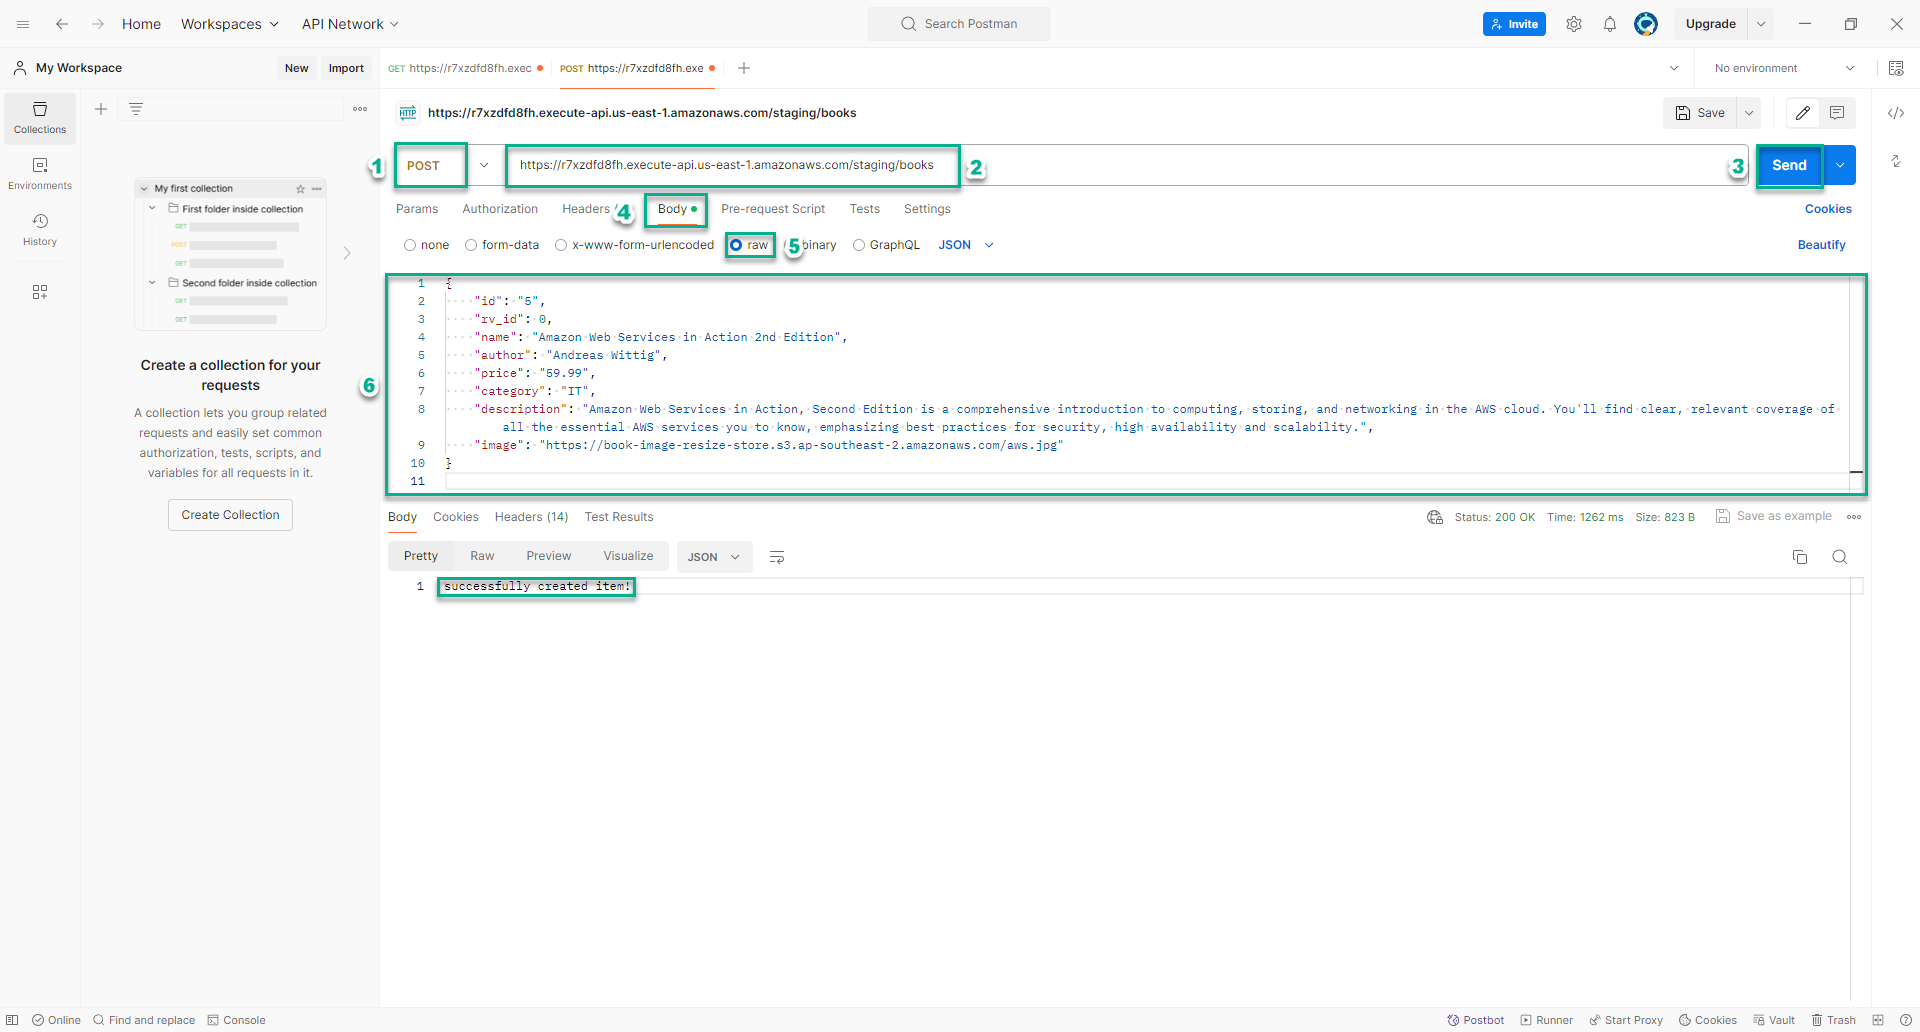 Home
Workspaces
API Network
Search Postman
Invite
Upgrade
My Workspace
New
Import
GET https://r7xzdfd8fh.exec
POST https://r7xzdfd8fh.exe
No environment
Collections
Environments
History
My first collection
First folder inside collection
GET
POST
GET
Second folder inside collection
GET
GET
Create a collection for your
requests
A collection lets you group related
requests and easily set common
authorization, tests, scripts, and
variables for all requests in it.
Create Collection
HTTP https://r7xzdfd8fh.execute-api.us-east-1.amazonaws.com/staging/books
Save
1 POST
https://r7xzdfd8fh.execute-api.us-east-1.amazonaws.com/staging/books 2
3 Send
Params Authorization Headers 4 Body Pre-request Script Tests Settings
Cookies
none form-data x-www-form-urlencoded raw 5 binary GraphQL JSON
Beautify
6
1 {
2 "id": "5",
3 "rv_id": 0,
4 "name": "Amazon Web Services in Action 2nd Edition",
5 "author": "Andreas Wittig",
6 "price": "59.99",
7 "category": "IT",
8 "description": "Amazon Web Services in Action, Second Edition is a comprehensive introduction to computing, storing, and networking in the AWS cloud. You'll find clear, relevant coverage of
all the essential AWS services you to know, emphasizing best practices for security, high availability and scalability.",
9 "image": "https://book-image-resize-store.s3.ap-southeast-2.amazonaws.com/aws.jpg"
10 }
11
Body Cookies Headers (14) Test Results
Status: 200 OK Time: 1262 ms Size: 823 B Save as example
Pretty Raw Preview Visualize JSON
1 successfully created item!
Online Find and replace Console
Postbot Runner Start Proxy Cookies Vault Trash